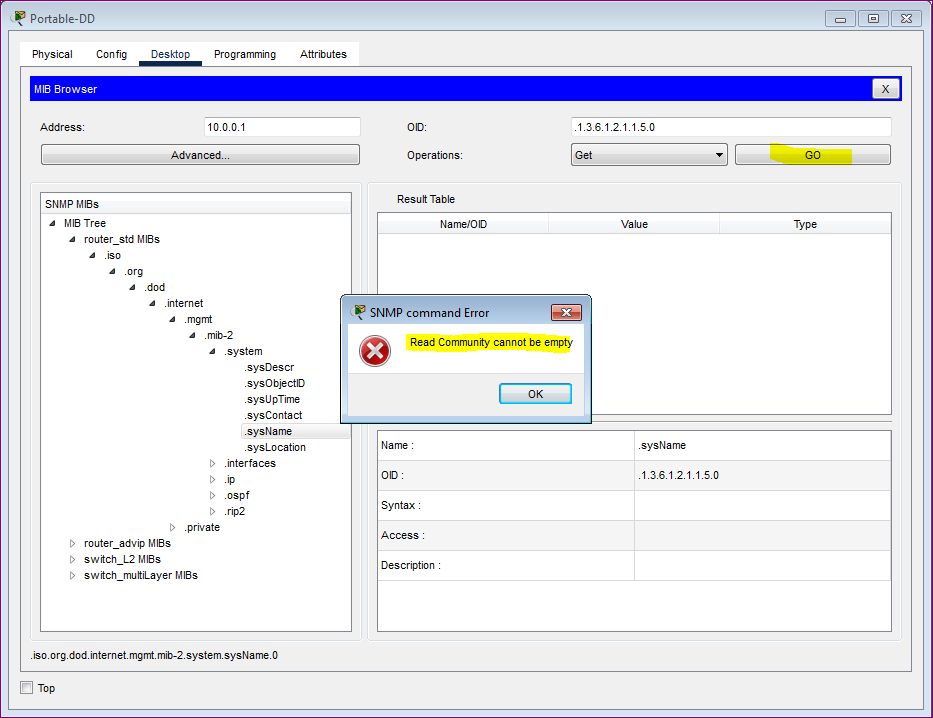 Portable-DD
Physical Config Desktop Programming Attributes
MIB Browser X
Address: 10.0.0.1 OID: .1.3.6.1.2.1.1.5.0
Advanced... Operations: Get GO
SNMP MIBs
MIB Tree
router_std MIBs
.iso
.org
.dod
.internet
.mgmt
.mib-2
.system
.sysDescr
.sysObjectID
.sysUpTime
.sysContact
.sysName
.sysLocation
.interfaces
.ip
.ospf
.rip2
.private
router_advip MIBs
switch_L2 MIBs
switch_multiLayer MIBs
Result Table
Name/OID Value Type
SNMP command Error
Read Community cannot be empty
OK
Name : .sysName
OID : .1.3.6.1.2.1.1.5.0
Syntax :
Access :
Description :
.iso.org.dod.internet.mgmt.mib-2.system.sysName.0
Top